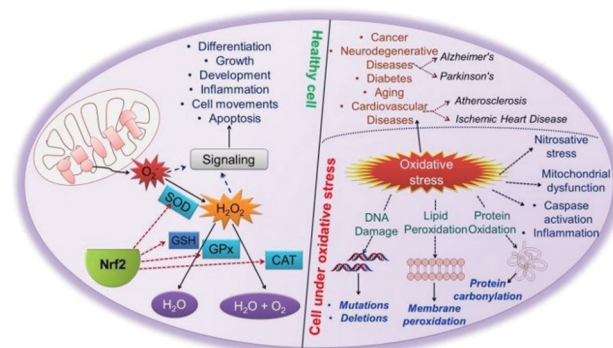 • Differentiation
• Growth
• Development
• Inflammation
• Cell movements
• Apoptosis
Signaling
O₂
SOD
H₂O₂
GSH
GPx
CAT
Nrf2
H₂O
H₂O + O₂
Healthy cell
Cell under oxidative stress
• Cancer
• Neurodegenerative
Diseases
• Diabetes
• Aging
• Cardiovascular
Diseases
Alzheimer's
Parkinson's
Atherosclerosis
Ischemic Heart Disease
Oxidative
stress
Nitrosative
stress
Mitochondrial
dysfunction
• Caspase
activation
• Inflammation
DNA
Damage
Lipid
Peroxidation
Protein
Oxidation
• Mutations
• Deletions
Membrane
peroxidation
Protein
carbonylation